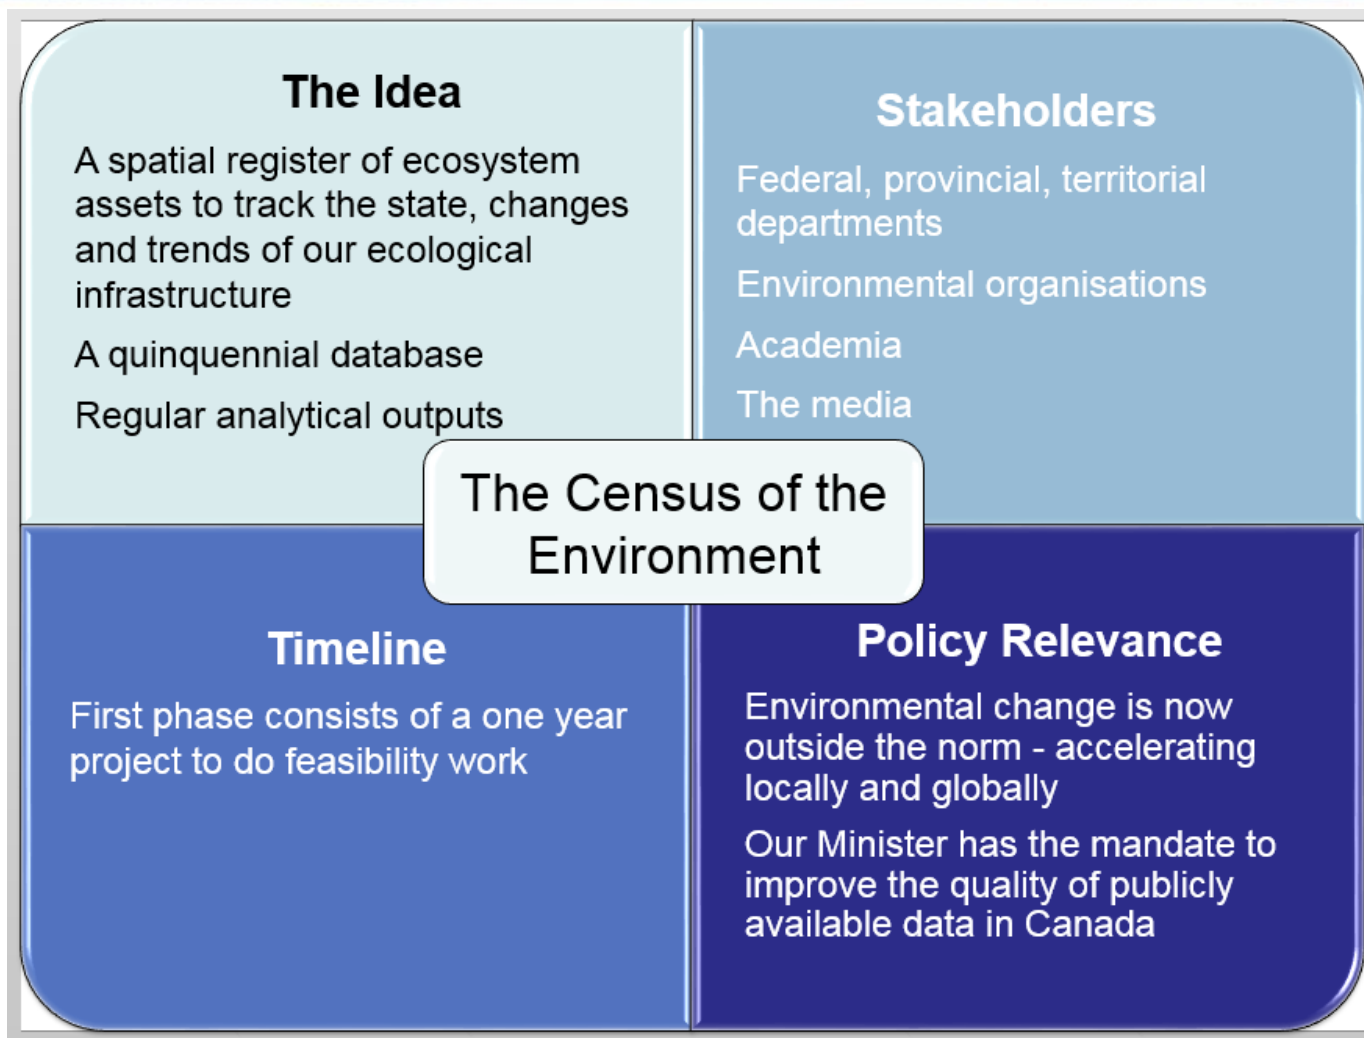 The Idea
A spatial register of ecosystem
assets to track the state, changes
and trends of our ecological
infrastructure
A quinquennial database
Regular analytical outputs
Stakeholders
Federal, provincial, territorial
departments
Environmental organisations
Academia
The media
The Census of the
Environment
Timeline
First phase consists of a one year
project to do feasibility work
Policy Relevance
Environmental change is now
outside the norm - accelerating
locally and globally
Our Minister has the mandate to
improve the quality of publicly
available data in Canada